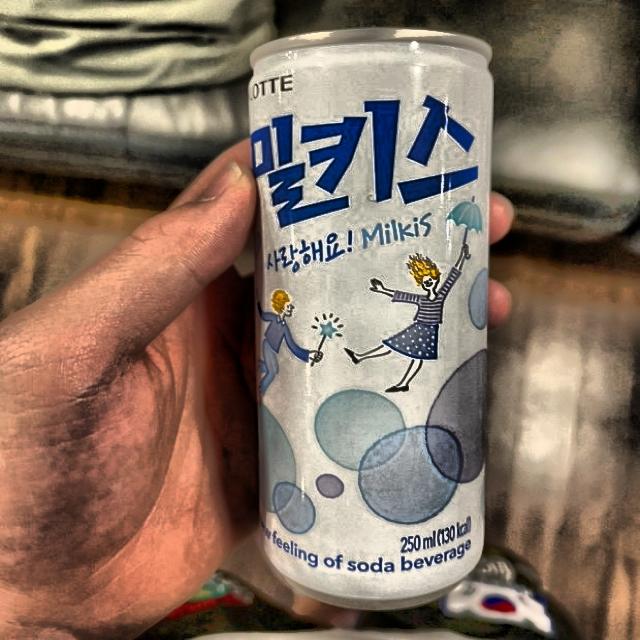 LOTTE
밀키스
사랑해요! Milkis
250 ml (130 kcal)
feeling of soda beverage